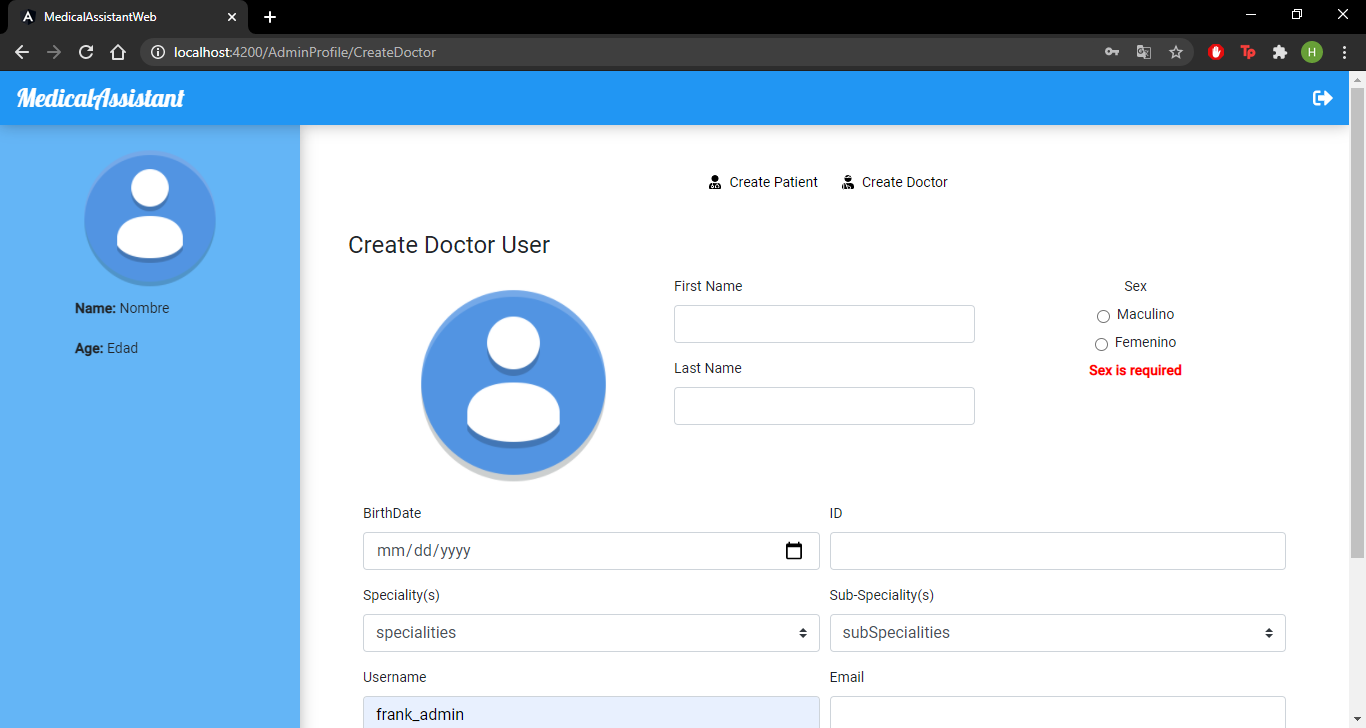 MedicalAssistantWeb
localhost:4200/AdminProfile/CreateDoctor
Tp
H
MedicalAssistant
Name: Nombre
Age: Edad
Create Patient
Create Doctor
Create Doctor User
First Name
Last Name
Sex
Maculino
Femenino
Sex is required
BirthDate
ID
mm/dd/yyyy
Speciality(s)
Sub-Speciality(s)
specialities
subSpecialities
Username
Email
frank_admin